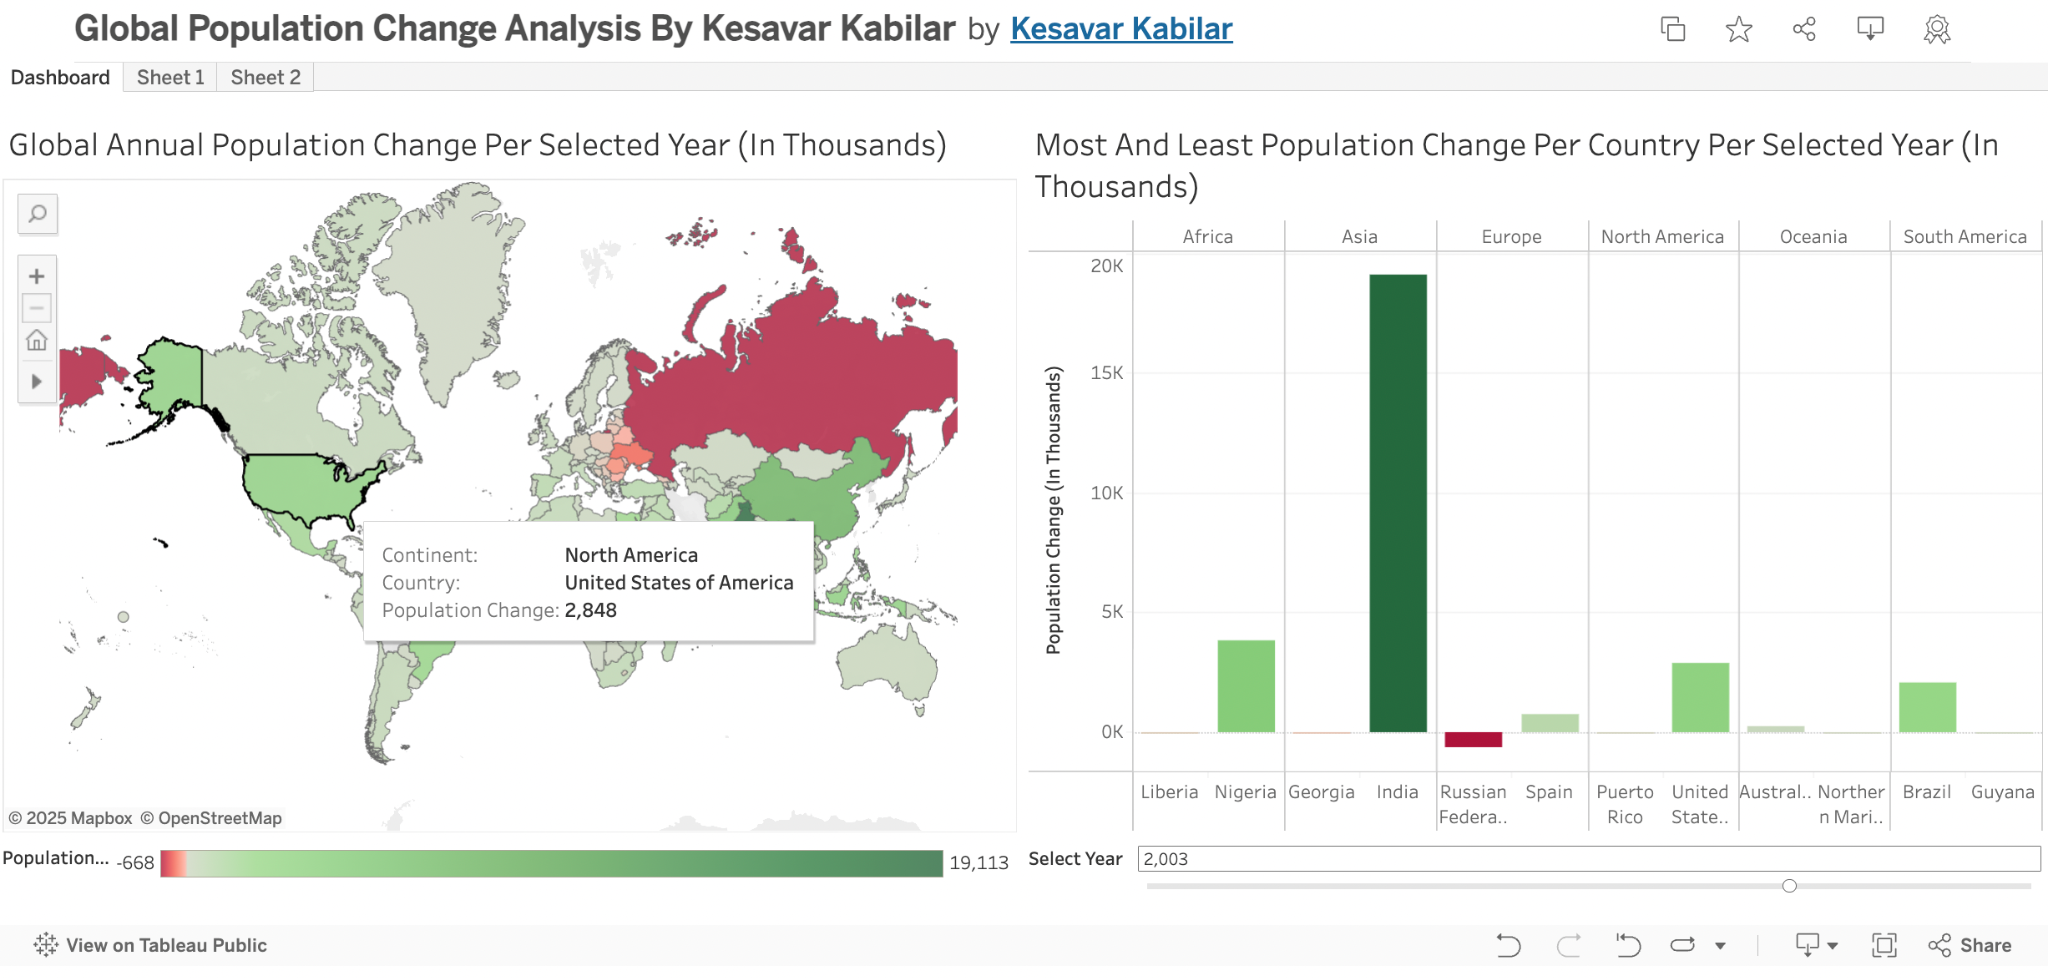 Global Population Change Analysis By Kesavar Kabilar by Kesavar Kabilar
Dashboard Sheet 1 Sheet 2
Global Annual Population Change Per Selected Year (In Thousands)
Continent: North America
Country: United States of America
Population Change: 2,848
© 2025 Mapbox © OpenStreetMap
Population... -668 19,113
Most And Least Population Change Per Country Per Selected Year (In
Thousands)
Africa Asia Europe North America Oceania South America
Population Change (In Thousands)
20K
15K
10K
5K
0K
Liberia Nigeria Georgia India Russian Spain Puerto United Austral.. Norther Brazil Guyana
Federa.. Rico State.. n Mari..
Select Year 2,003
View on Tableau Public
Share